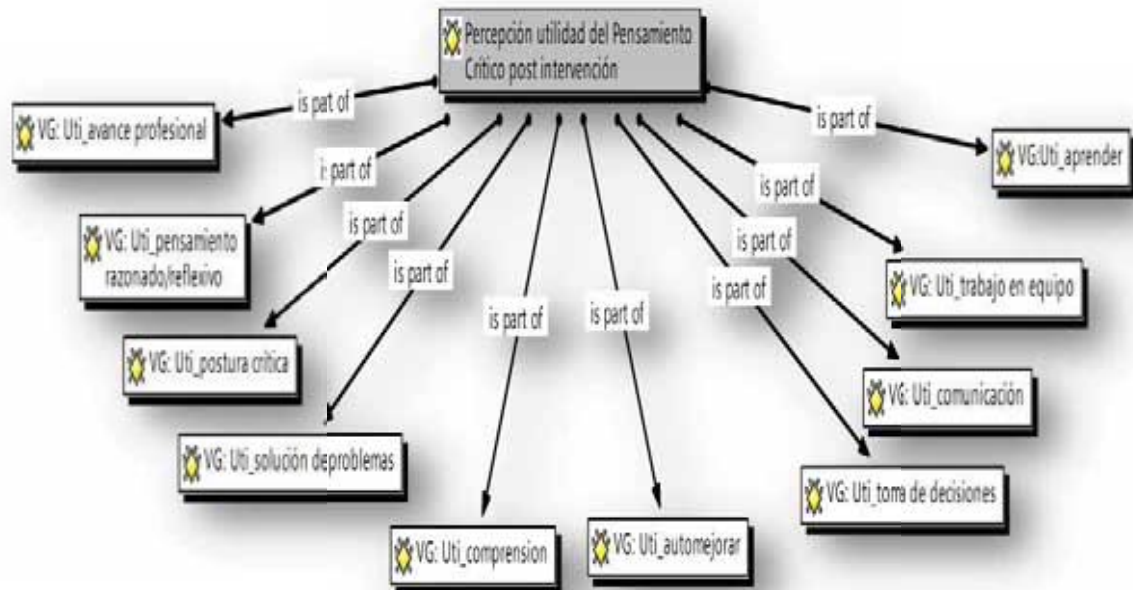 Percepción utilidad del Pensamiento
Crítico post intervención
is part of
VG: Uti_avance profesional
is part of
VG:Uti_aprender
is part of
VG: Uti_pensamiento
razonado/reflexivo
is part of
VG: Uti_trabajo en equipo
is part of
VG: Uti_postura crítica
is part of
VG: Uti_comunicación
is part of
VG: Uti_solución deproblemas
is part of
VG: Uti_toma de decisiones
is part of
VG: Uti_comprension
is part of
VG: Uti_automejorar